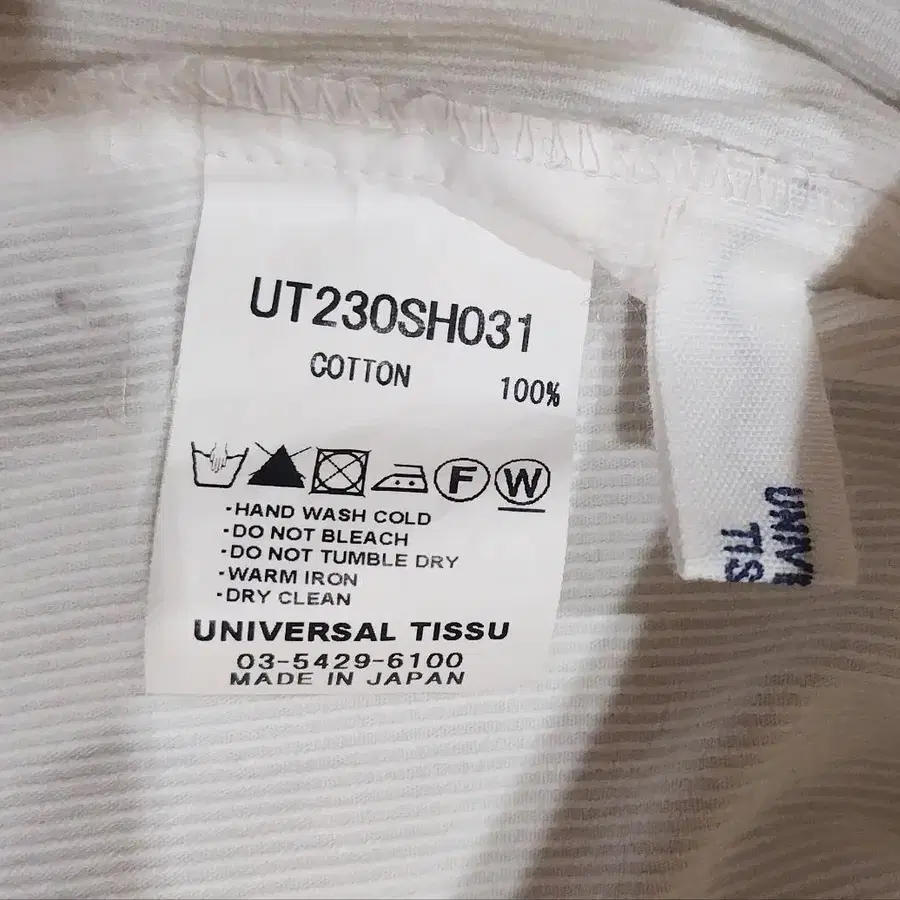 UT230SH031
COTTON 100%
F W
·HAND WASH COLD
·DO NOT BLEACH
·DO NOT TUMBLE DRY
·WARM IRON
·DRY CLEAN
UNIVERSAL TISSU
03-5429-6100
MADE IN JAPAN